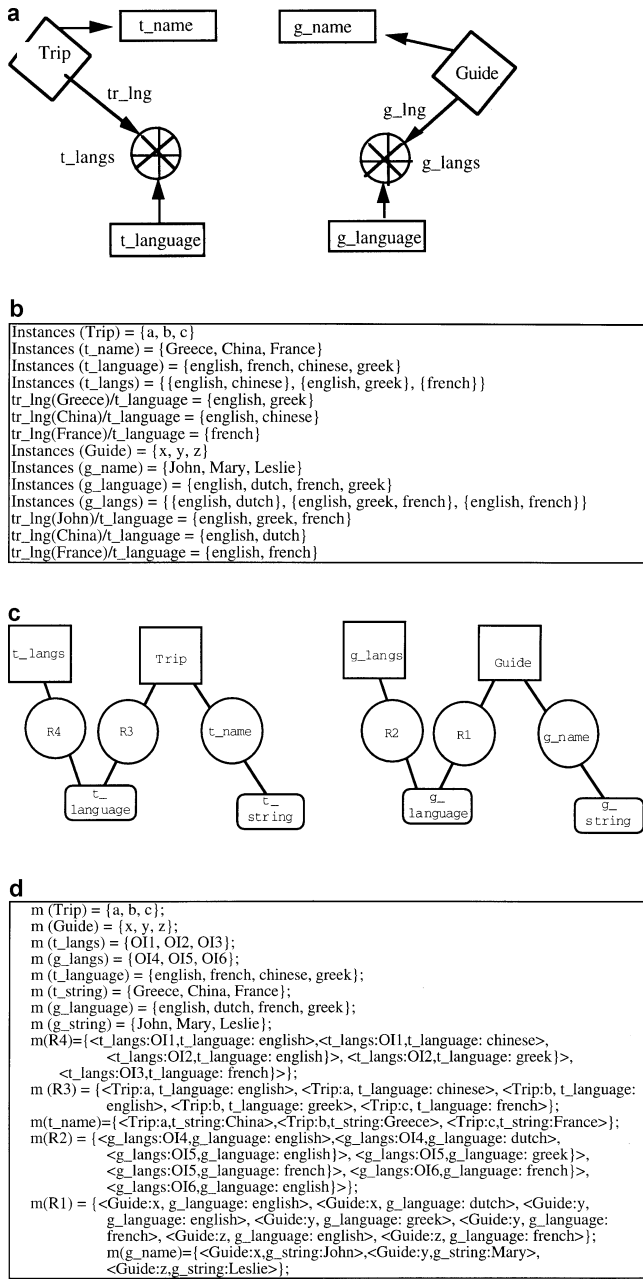 a
t_name
g_name
Trip
Guide
tr_lng
g_lng
t_langs
g_langs
t_language
g_language
b
Instances (Trip) = {a, b, c}
Instances (t_name) = {Greece, China, France}
Instances (t_language) = {english, french, chinese, greek}
Instances (t_langs) = {{english, chinese}, {english, greek}, {french}}
tr_lng(Greece)/t_language = {english, greek}
tr_lng(China)/t_language = {english, chinese}
tr_lng(France)/t_language = {french}
Instances (Guide) = {x, y, z}
Instances (g_name) = {John, Mary, Leslie}
Instances (g_language) = {english, dutch, french, greek}
Instances (g_langs) = {{english, dutch}, {english, greek, french}, {english, french}}
tr_lng(John)/t_language = {english, greek, french}
tr_lng(China)/t_language = {english, dutch}
tr_lng(France)/t_language = {english, french}
c
t_langs
Trip
g_langs
Guide
R4
R3
t_name
R2
R1
g_name
t_
language
t_
string
g_
language
g_
string
d
m (Trip) = {a, b, c};
m (Guide) = {x, y, z};
m (t_langs) = {OI1, OI2, OI3};
m (g_langs) = {OI4, OI5, OI6};
m (t_language) = {english, french, chinese, greek};
m (t_string) = {Greece, China, France};
m (g_language) = {english, dutch, french, greek};
m (g_string) = {John, Mary, Leslie};
m(R4)={<t_langs:OI1,t_language: english>,<t_langs:OI1,t_language: chinese>,
<t_langs:OI2,t_language: english}>, <t_langs:OI2,t_language: greek}>,
<t_langs:OI3,t_language: french}>};
m (R3) = {<Trip:a, t_language: english>, <Trip:a, t_language: chinese>, <Trip:b, t_language:
english>, <Trip:b, t_language: greek>, <Trip:c, t_language: french>};
m(t_name)={<Trip:a,t_string:China>,<Trip:b,t_string:Greece>, <Trip:c,t_string:France>};
m(R2) = {<g_langs:OI4,g_language: english>,<g_langs:OI4,g_language: dutch>,
<g_langs:OI5,g_language: english}>, <g_langs:OI5,g_language: greek}>,
<g_langs:OI5,g_language: french}>, <g_langs:OI6,g_language: french}>,
<g_langs:OI6,g_language: english}>};
m(R1) = {<Guide:x, g_language: english>, <Guide:x, g_language: dutch>, <Guide:y,
g_language: english>, <Guide:y, g_language: greek>, <Guide:y, g_language:
french>, <Guide:z, g_language: english>, <Guide:z, g_language: french>};
m(g_name)={<Guide:x,g_string:John>,<Guide:y,g_string:Mary>,
<Guide:z,g_string:Leslie>};